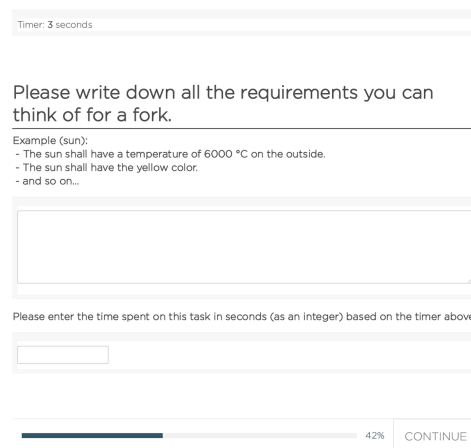 Timer: 3 seconds
Please write down all the requirements you can
think of for a fork.
Example (sun):
- The sun shall have a temperature of 6000 °C on the outside.
- The sun shall have the yellow color.
- and so on...
Please enter the time spent on this task in seconds (as an integer) based on the timer above
42%
CONTINUE